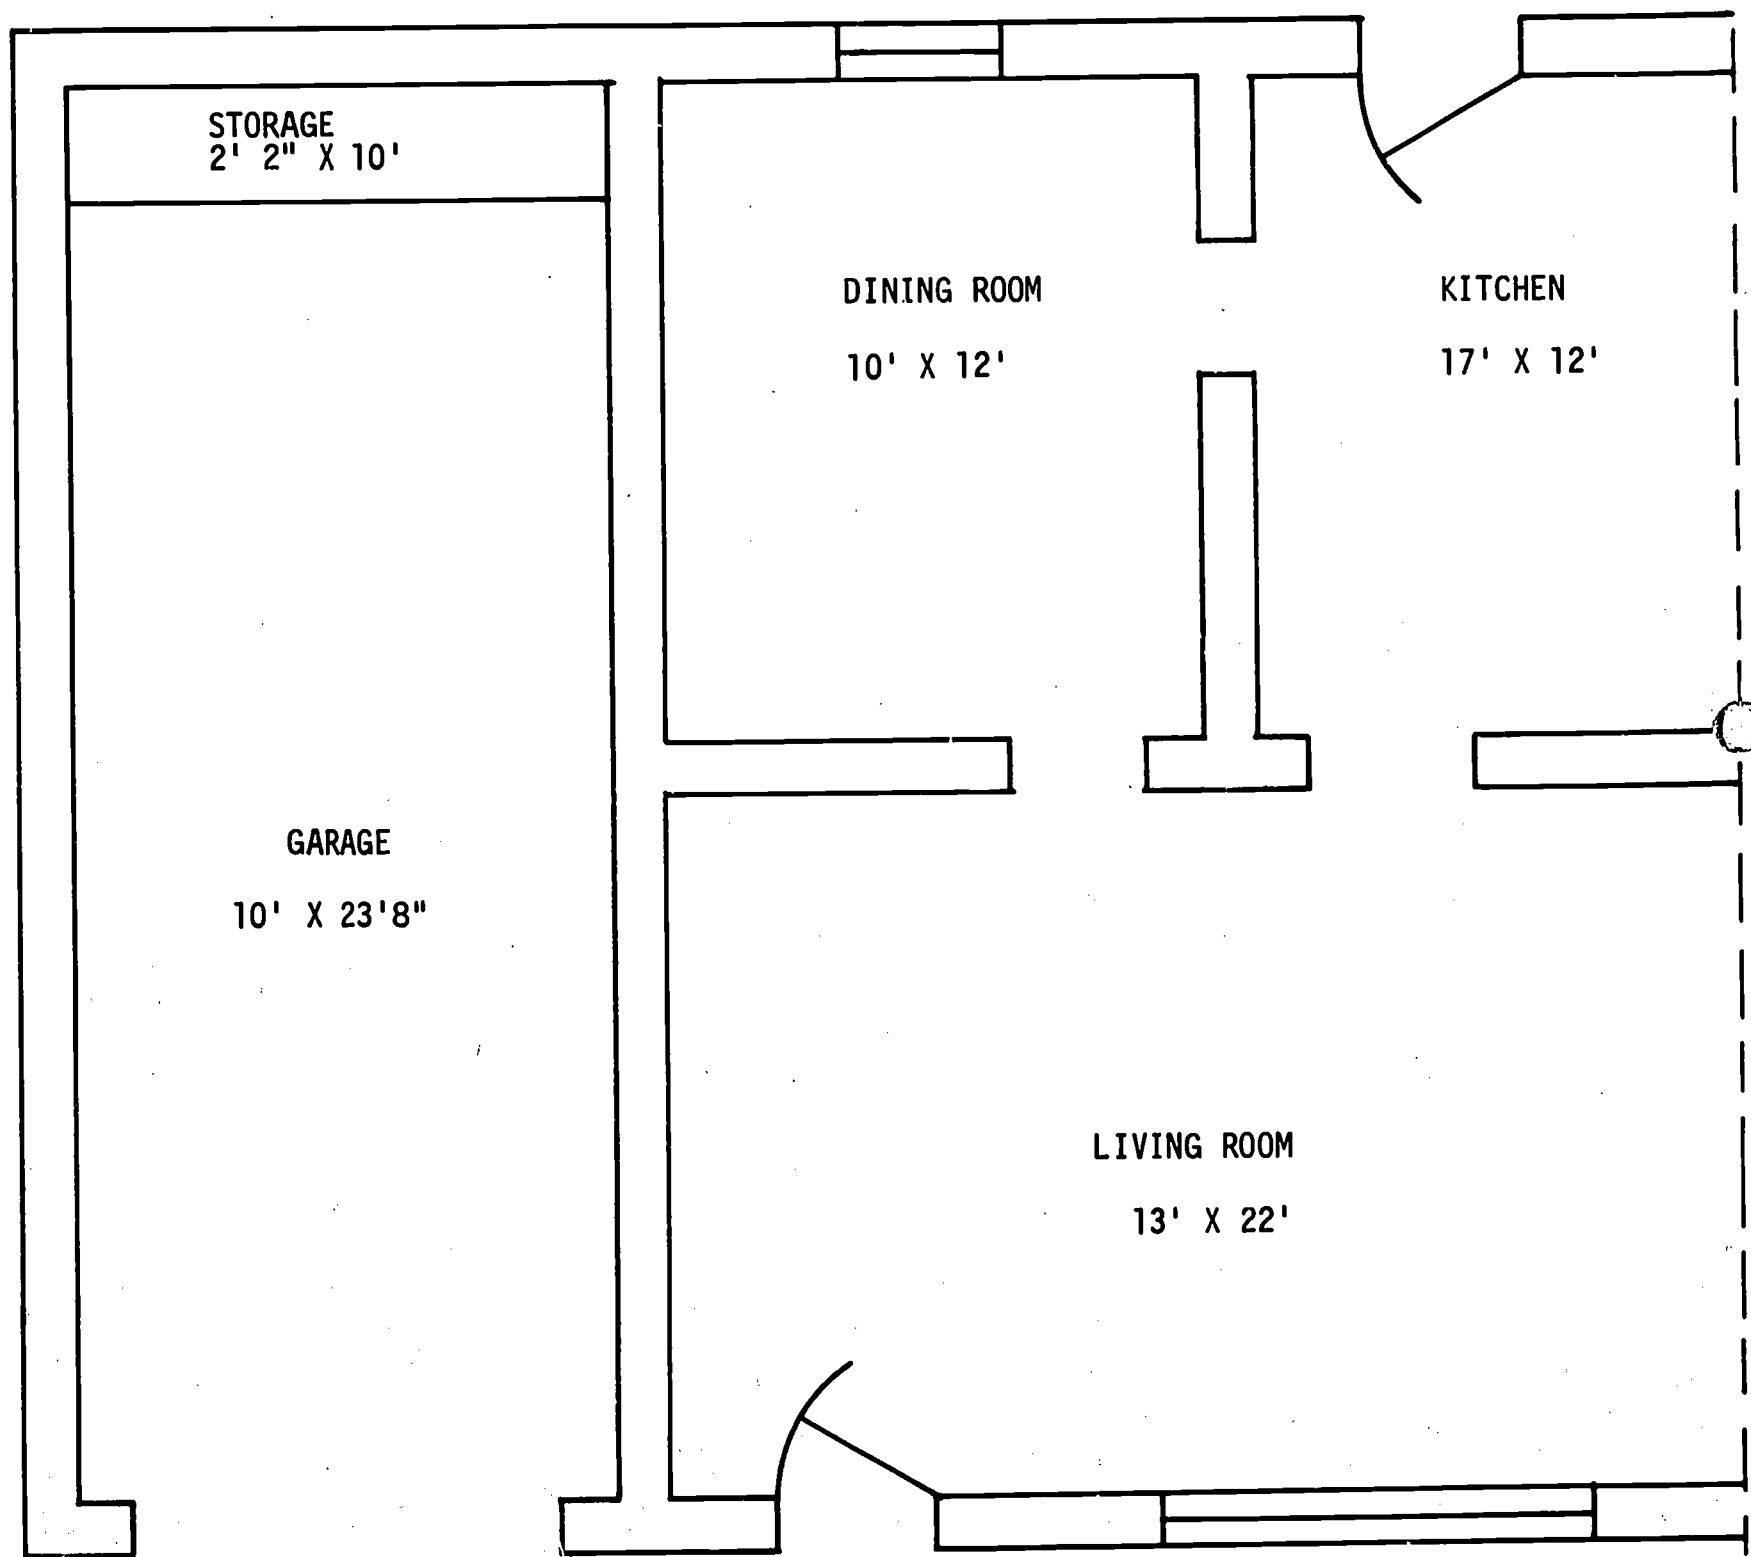 STORAGE
2' 2" X 10'
DINING ROOM
10' X 12'
KITCHEN
17' X 12'
GARAGE
10' X 23'8"
LIVING ROOM
13' X 22'